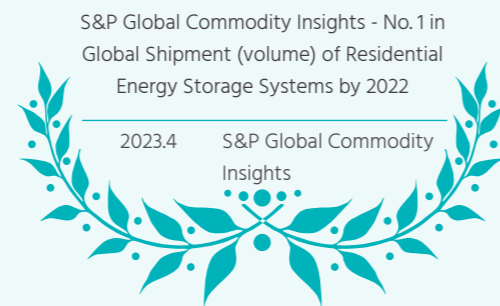 S&P Global Commodity Insights - No.1 in
Global Shipment (volume) of Residential
Energy Storage Systems by 2022
2023.4 S&P Global Commodity
Insights